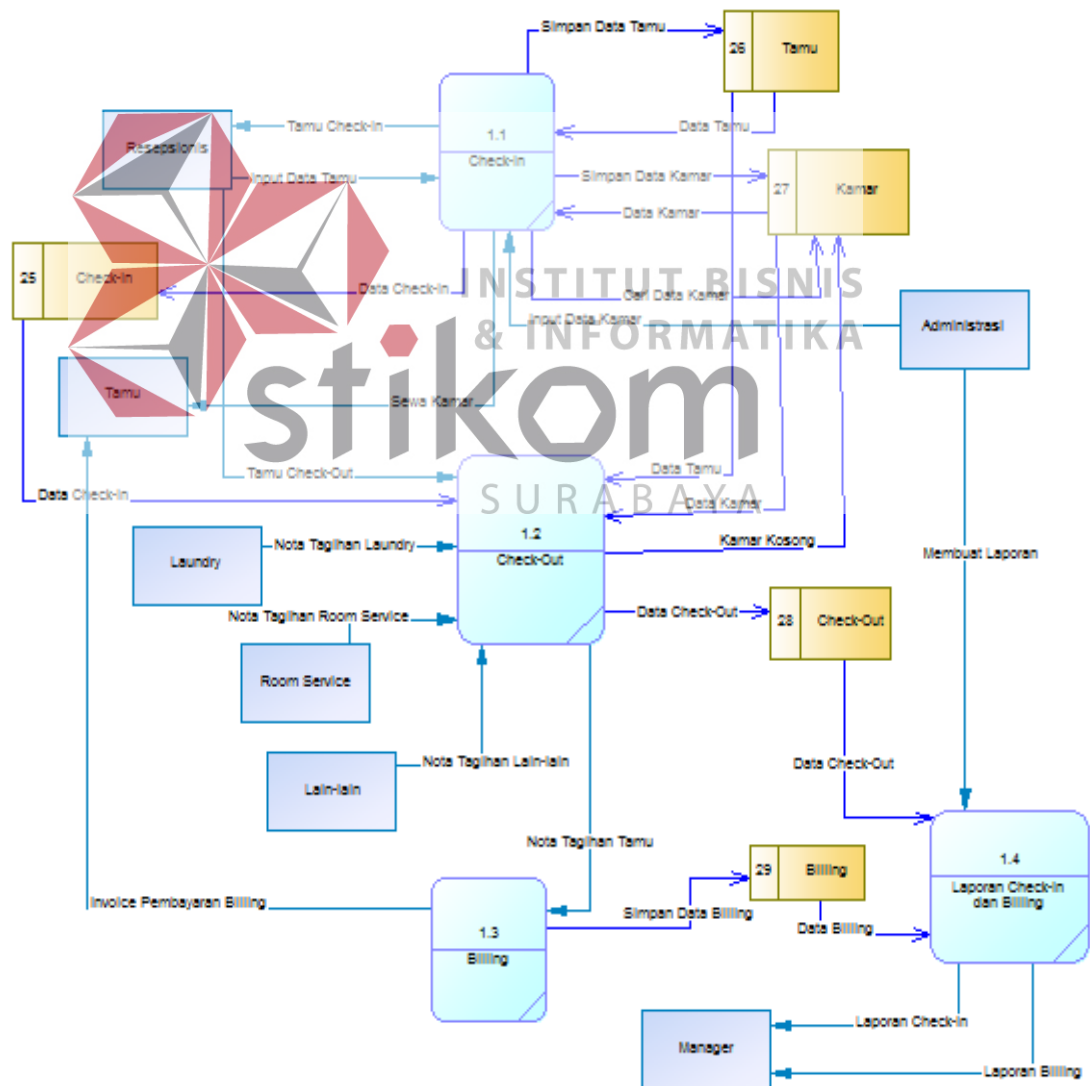 Simpan Data Tamu
26
Tamu
Tamu Check-In
1.1
Check-In
Data Tamu
Resepsionis
Input Data Tamu
Simpan Data Kamar
27
Kamar
Data Kamar
25
Check-In
Data Check-In
INSTITUT BISNIS
Cari Data Kamar
Input Data Kamar
& INFORMATIKA
Administrasi
stikom
Tamu
Sewa Kamar
Tamu Check-Out
Data Tamu
Data Check-In
SURABAYA
Data Kamar
1.2
Check-Out
Nota Tagihan Laundry
Kamar Kosong
Laundry
Membuat Laporan
Nota Tagihan Room Service
Data Check-Out
28
Check-Out
Room Service
Nota Tagihan Lain-lain
Lain-lain
Data Check-Out
Nota Tagihan Tamu
29
Billing
1.4
Laporan Check-In
dan Billing
Invoice Pembayaran Billing
Simpan Data Billing
Data Billing
1.3
Billing
Laporan Check-In
Manager
Laporan Billing